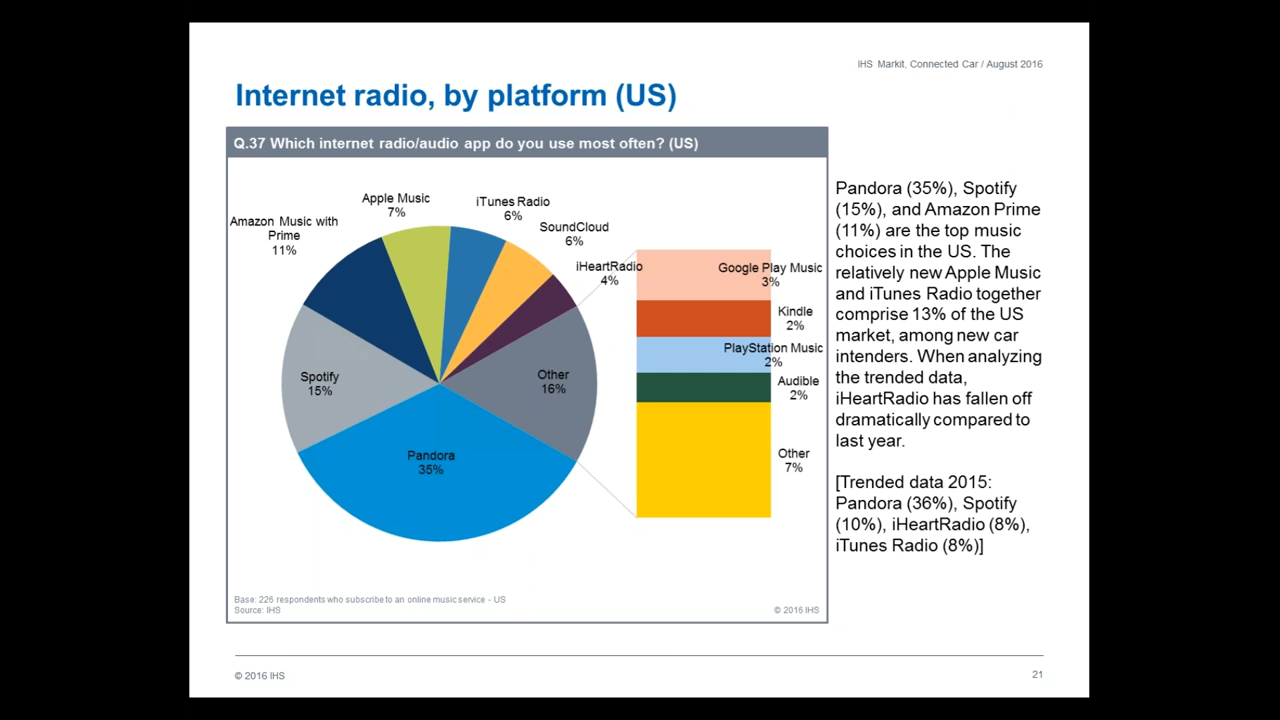 IHS Markit, Connected Car / August 2016
Internet radio, by platform (US)
Q.37 Which internet radio/audio app do you use most often? (US)
Apple Music
7%
iTunes Radio
6%
Amazon Music with
Prime
11%
SoundCloud
6%
iHeartRadio
4%
Google Play Music
3%
Kindle
2%
PlayStation Music
2%
Audible
2%
Other
7%
Other
16%
Spotify
15%
Pandora
35%
Base: 226 respondents who subscribe to an online music service - US
Source: IHS
© 2016 IHS
Pandora (35%), Spotify
(15%), and Amazon Prime
(11%) are the top music
choices in the US. The
relatively new Apple Music
and iTunes Radio together
comprise 13% of the US
market, among new car
intenders. When analyzing
the trended data,
iHeartRadio has fallen off
dramatically compared to
last year.
[Trended data 2015:
Pandora (36%), Spotify
(10%), iHeartRadio (8%),
iTunes Radio (8%)]
© 2016 IHS
21